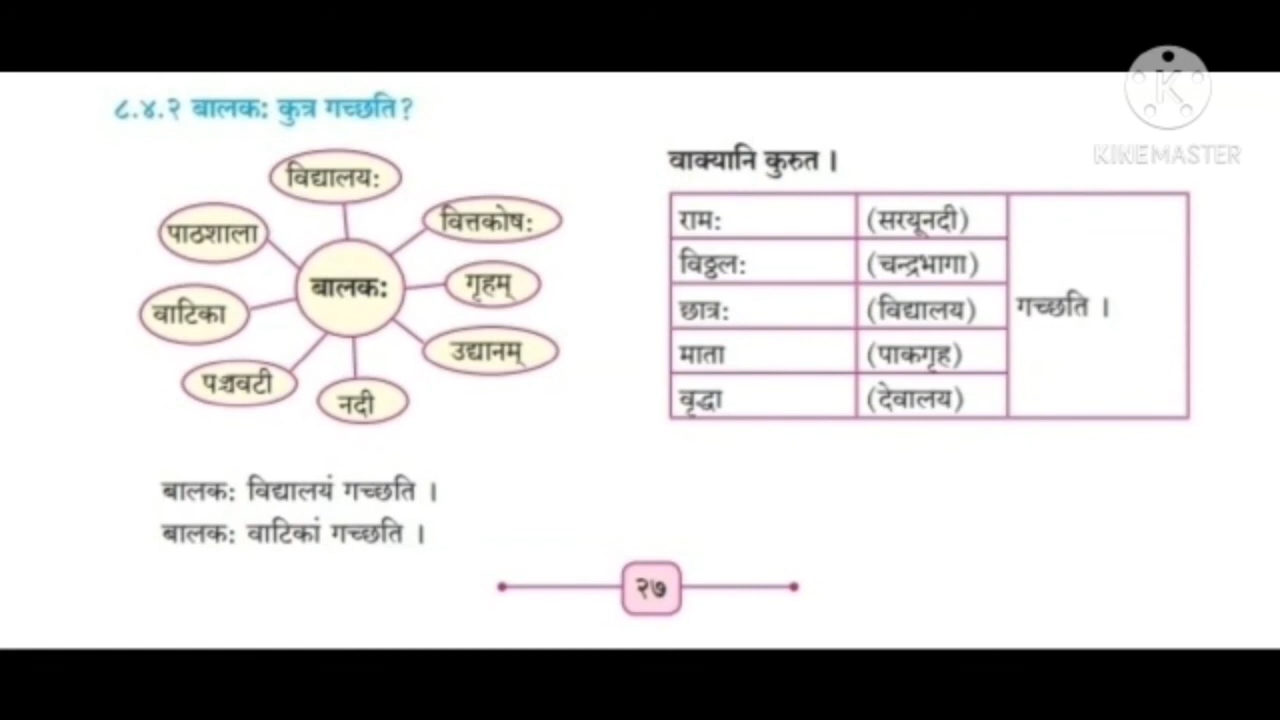 ८.४.२ बालक: कुत्र गच्छति?
विद्यालय:
वित्तकोष:
पाठशाला
गृहम्
बालक:
वाटिका
उद्यानम्
पञ्चवटी
नदी
बालक: विद्यालयं गच्छति ।
बालक: वाटिकां गच्छति ।
वाक्यानि कुरुत ।
राम: (सरयूनदी)
विठ्ठल: (चन्द्रभागा)
छात्र: (विद्यालय) गच्छति ।
माता (पाकगृह)
वृद्धा (देवालय)
२७
K
KINEMASTER